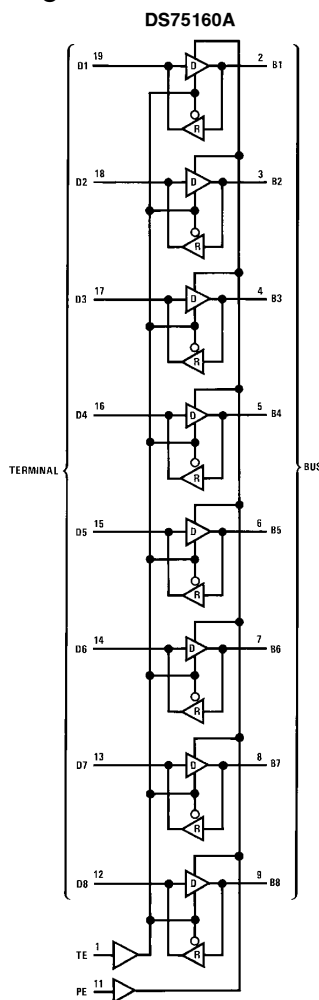 DS75160A
D1 19 D 2 B1
R
D2 18 D 3 B2
R
D3 17 D 4 B3
R
D4 16 D 5 B4
R
TERMINAL BUS
D5 15 D 6 B5
R
D6 14 D 7 B6
R
D7 13 D 8 B7
R
D8 12 D 9 B8
R
TE 1
PE 11